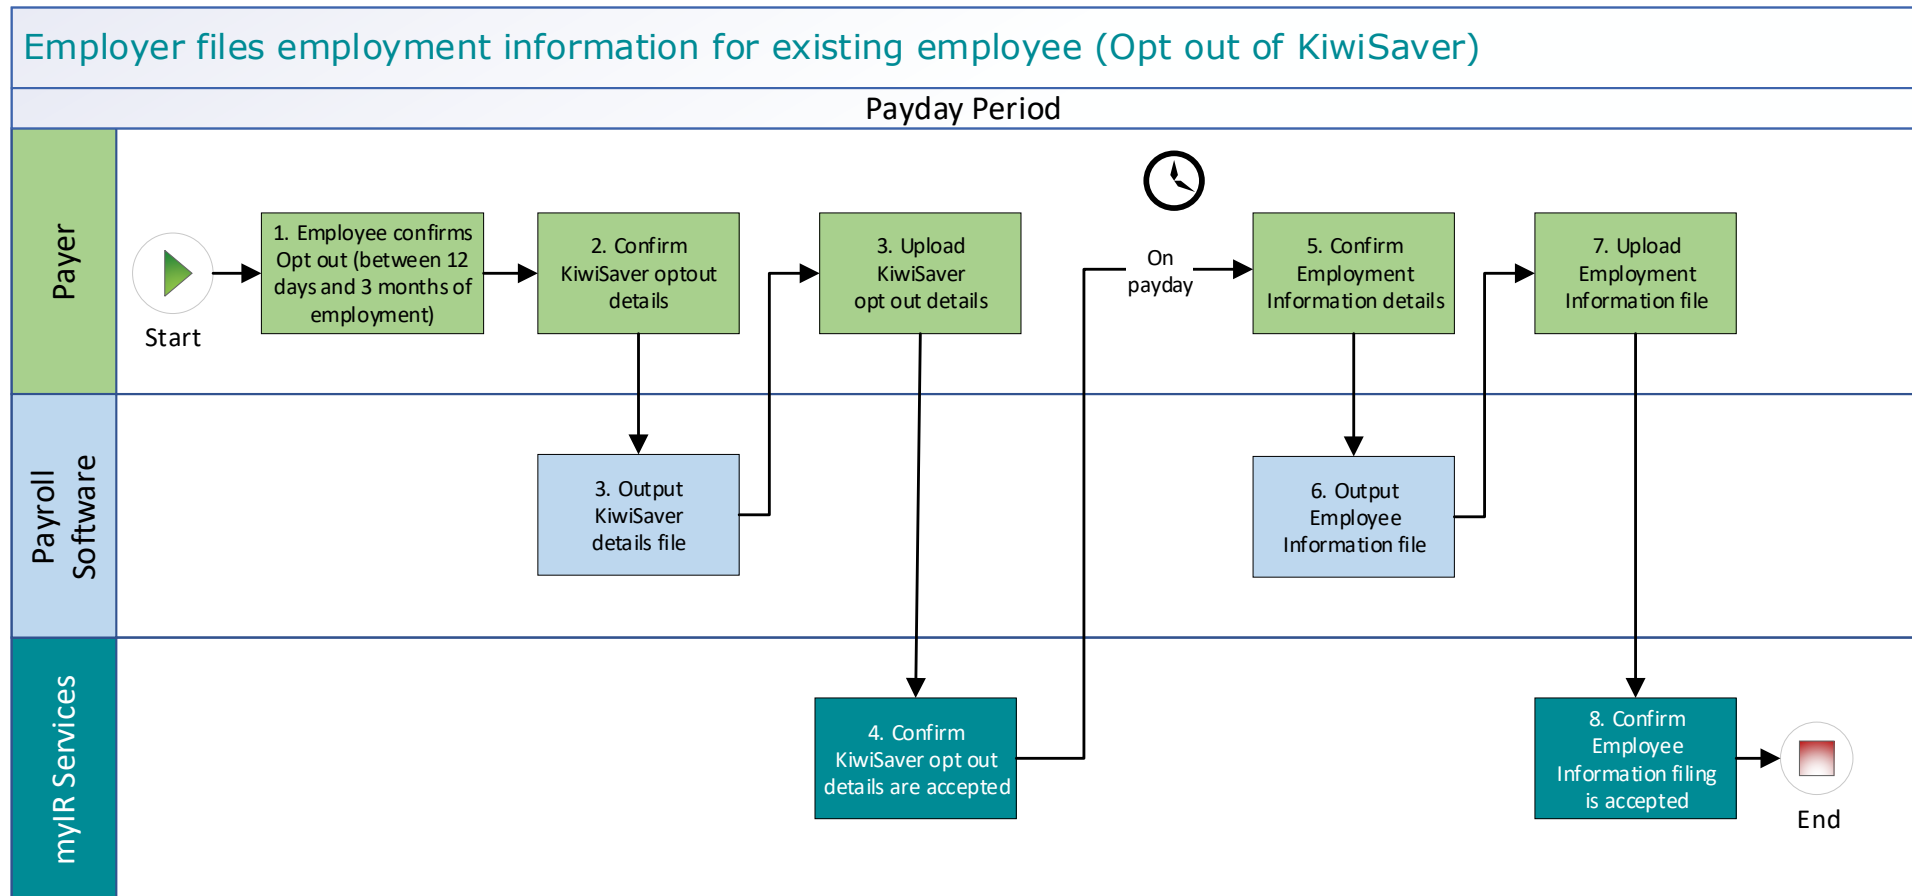 Employer files employment information for existing employee (Opt out of KiwiSaver)
Payday Period
Payer
Start
1. Employee confirms
Opt out (between 12
days and 3 months of
employment)
2. Confirm
KiwiSaver optout
details
3. Upload
KiwiSaver
opt out details
On
payday
5. Confirm
Employment
Information details
7. Upload
Employment
Information file
Payroll
Software
3. Output
KiwiSaver
details file
6. Output
Employee
Information file
myIR Services
4. Confirm
KiwiSaver opt out
details are accepted
8. Confirm
Employee
Information filing
is accepted
End